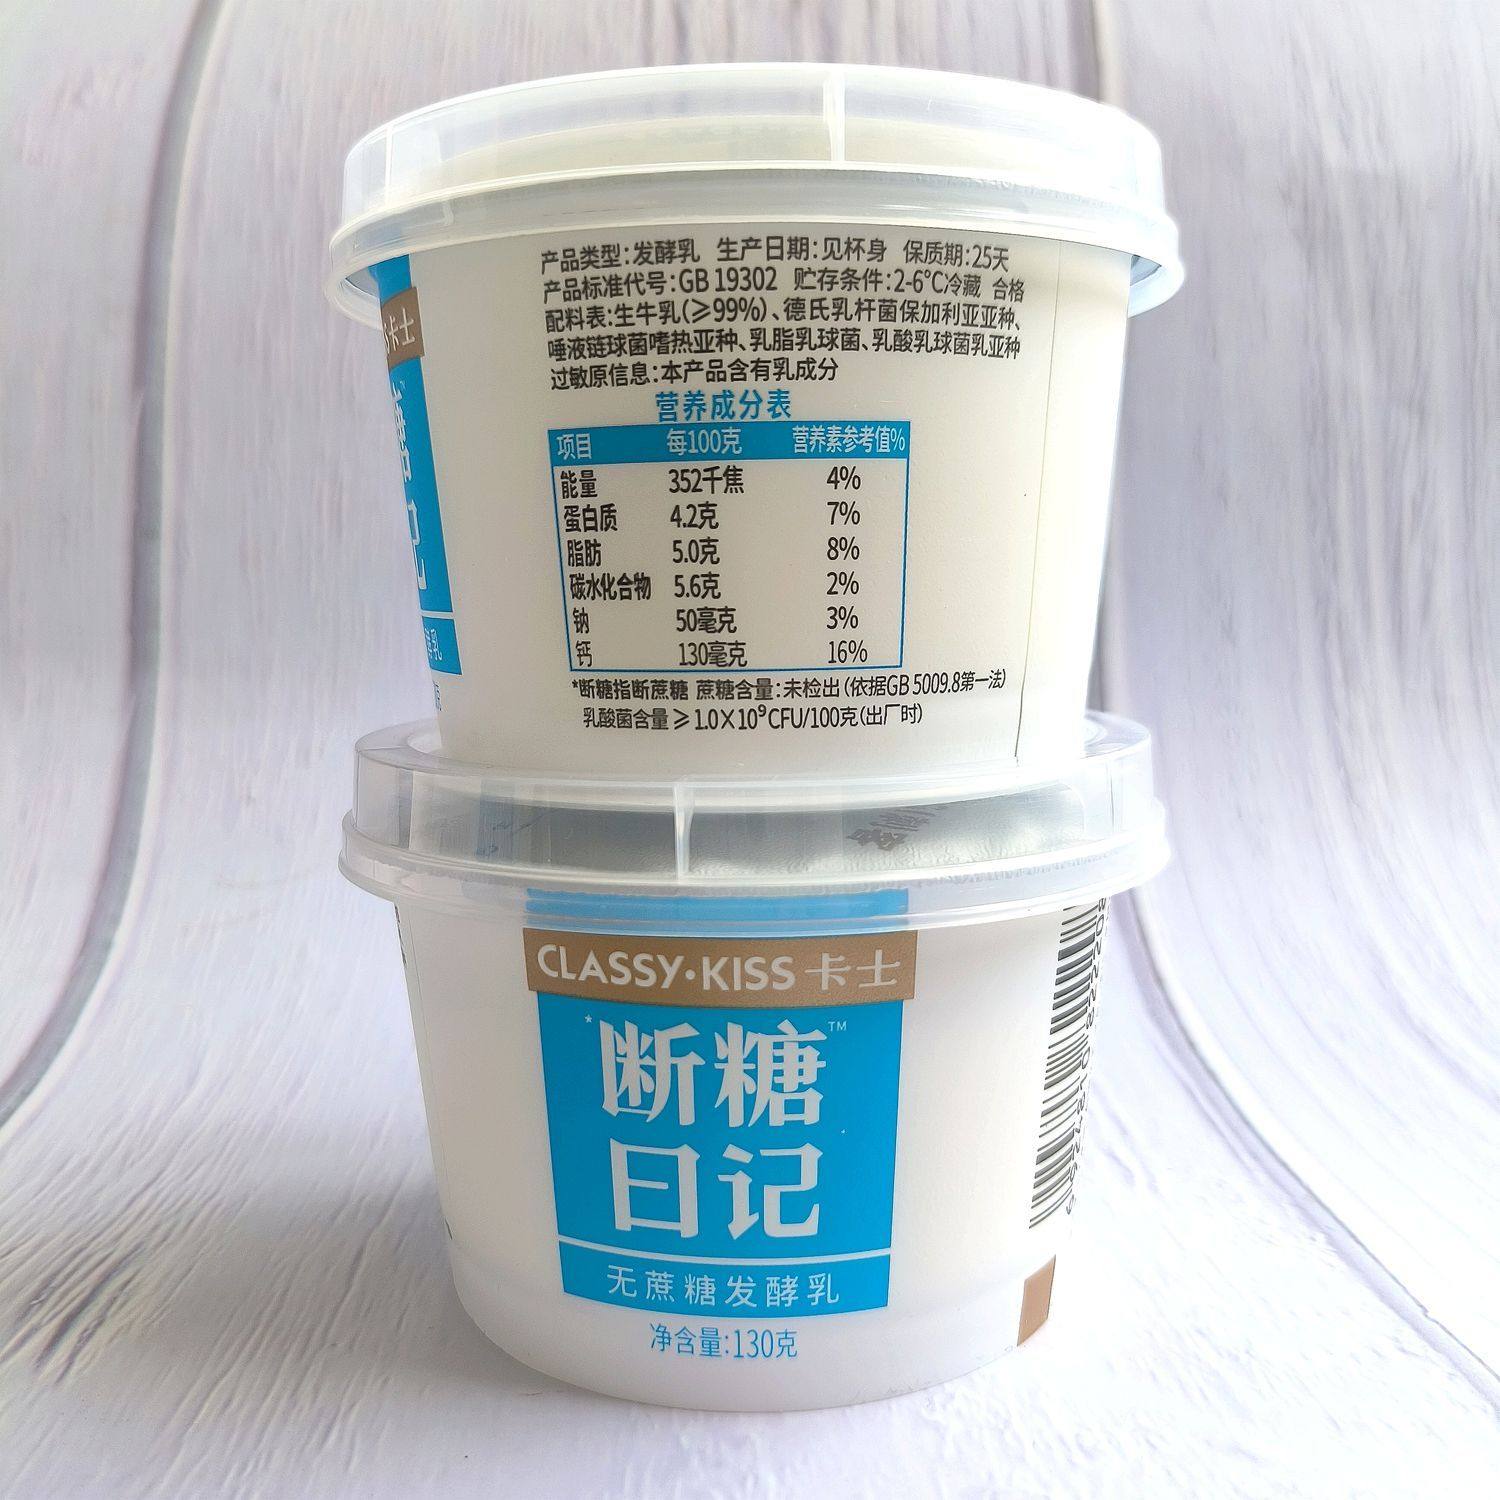 产品类型:发酵乳 生产日期:见杯身 保质期:25天
产品标准代号:GB 19302 贮存条件:2-6℃冷藏 合格
配料表:生牛乳(≥99%)、德氏乳杆菌保加利亚亚种、
唾液链球菌嗜热亚种、乳脂乳球菌、乳酸乳球菌乳亚种
过敏原信息:本产品含有乳成分
营养成分表
项目 每100克 营养素参考值%
能量 352千焦 4%
蛋白质 4.2克 7%
脂肪 5.0克 8%
碳水化合物 5.6克 2%
钠 50毫克 3%
钙 130毫克 16%
*断糖指断蔗糖 蔗糖含量:未检出(依据GB 5009.8第一法)
乳酸菌含量≥1.0×10⁹CFU/100克(出厂时)
S卡士
糖
记
酵乳
CLASSY·KISS 卡士
*断糖™
日记
无蔗糖发酵乳
净含量:130克